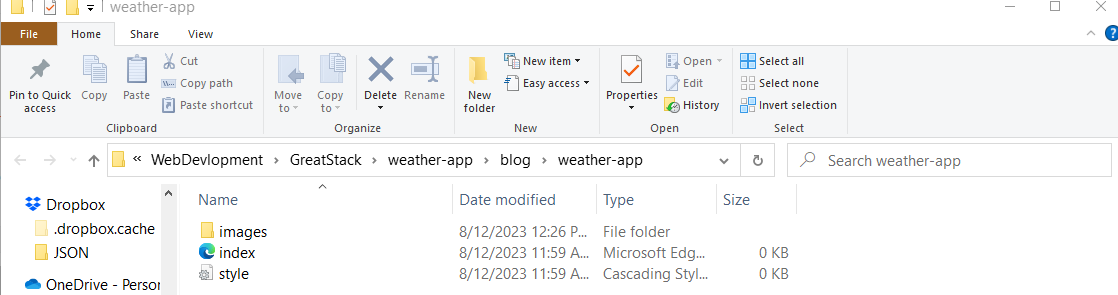 weather-app
File Home Share View
Pin to Quick access
Copy
Paste
Cut
Copy path
Paste shortcut
Clipboard
Move to
Copy to
Delete
Rename
Organize
New folder
New item
Easy access
New
Properties
Open
Edit
History
Open
Select all
Select none
Invert selection
Select
« WebDevlopment > GreatStack > weather-app > blog > weather-app
Search weather-app
Dropbox
.dropbox.cache
JSON
OneDrive - Person
Name Date modified Type Size
images 8/12/2023 12:26 P... File folder
index 8/12/2023 11:59 A... Microsoft Edg... 0 KB
style 8/12/2023 11:59 A... Cascading Styl... 0 KB